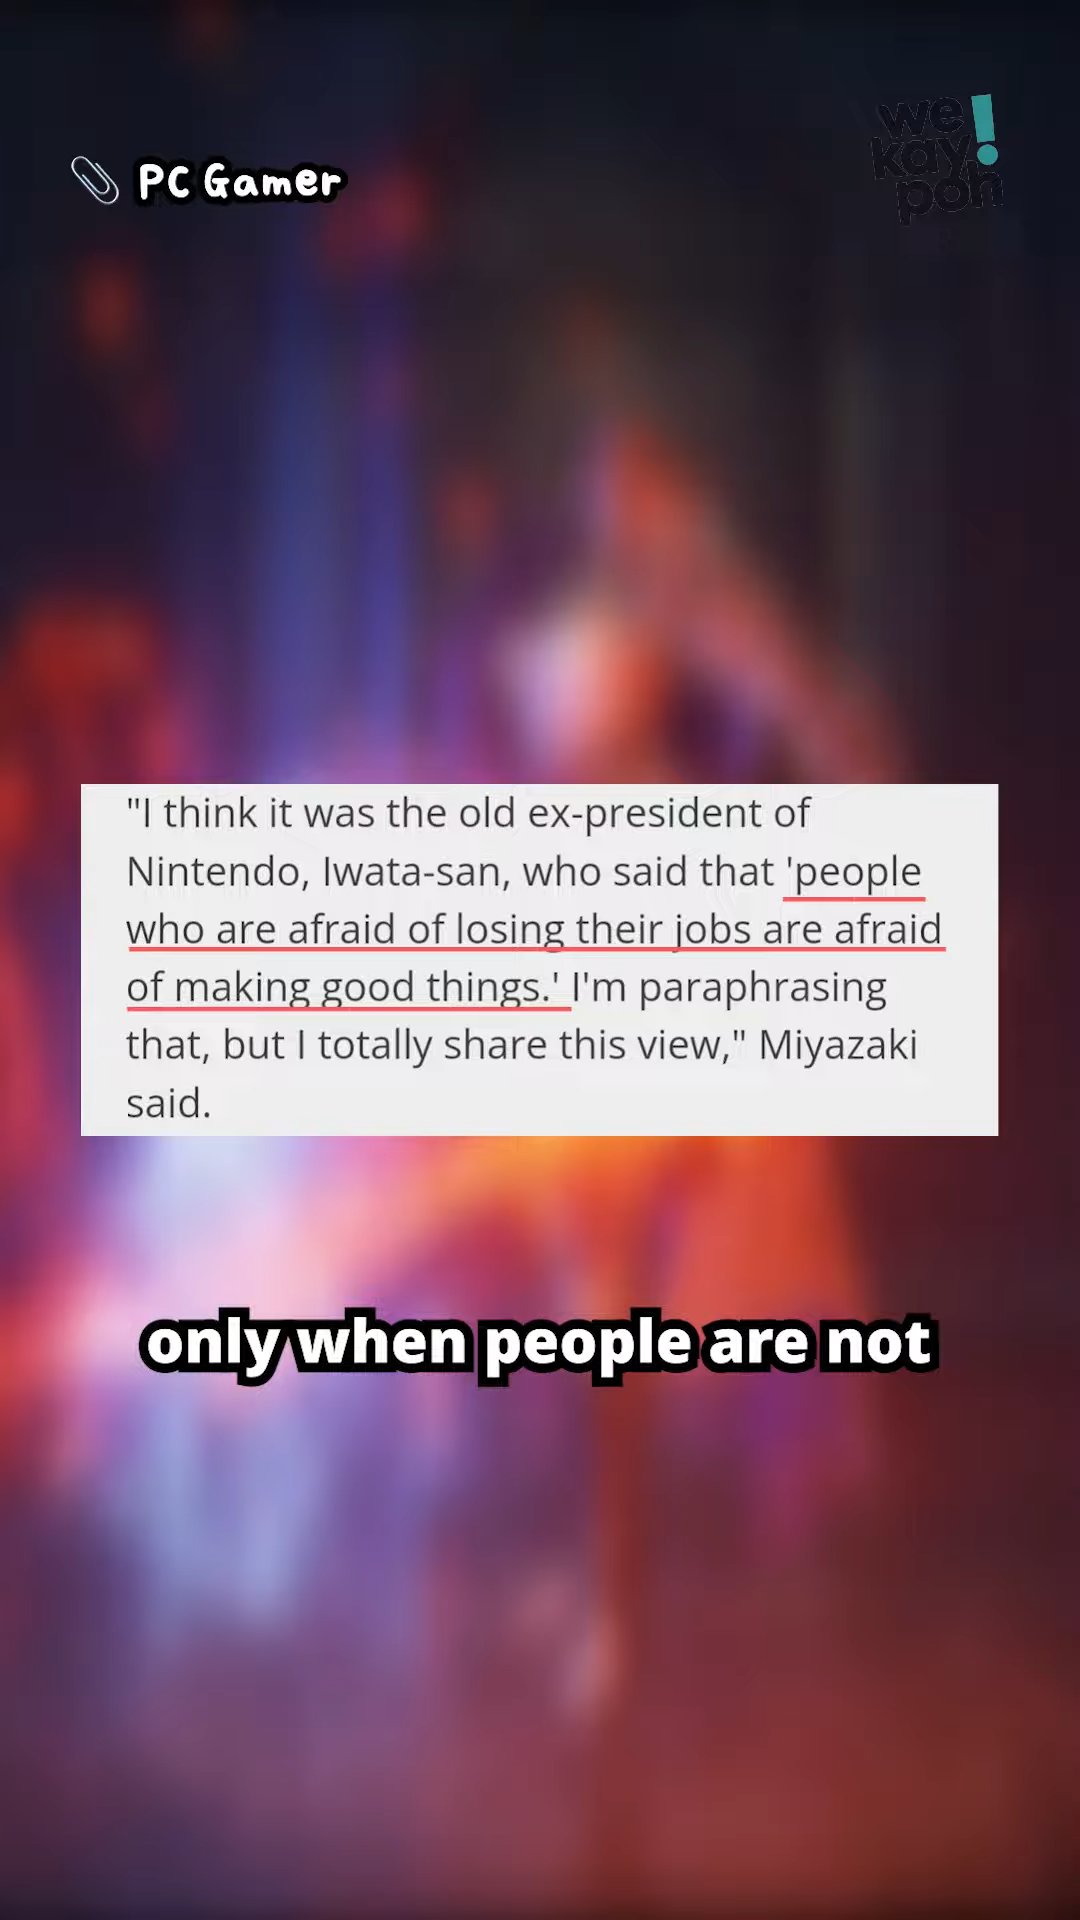 PC Gamer
we
kay!
pon
"I think it was the old ex-president of
Nintendo, Iwata-san, who said that 'people
who are afraid of losing their jobs are afraid
of making good things.' I'm paraphrasing
that, but I totally share this view," Miyazaki
said.
only when people are not